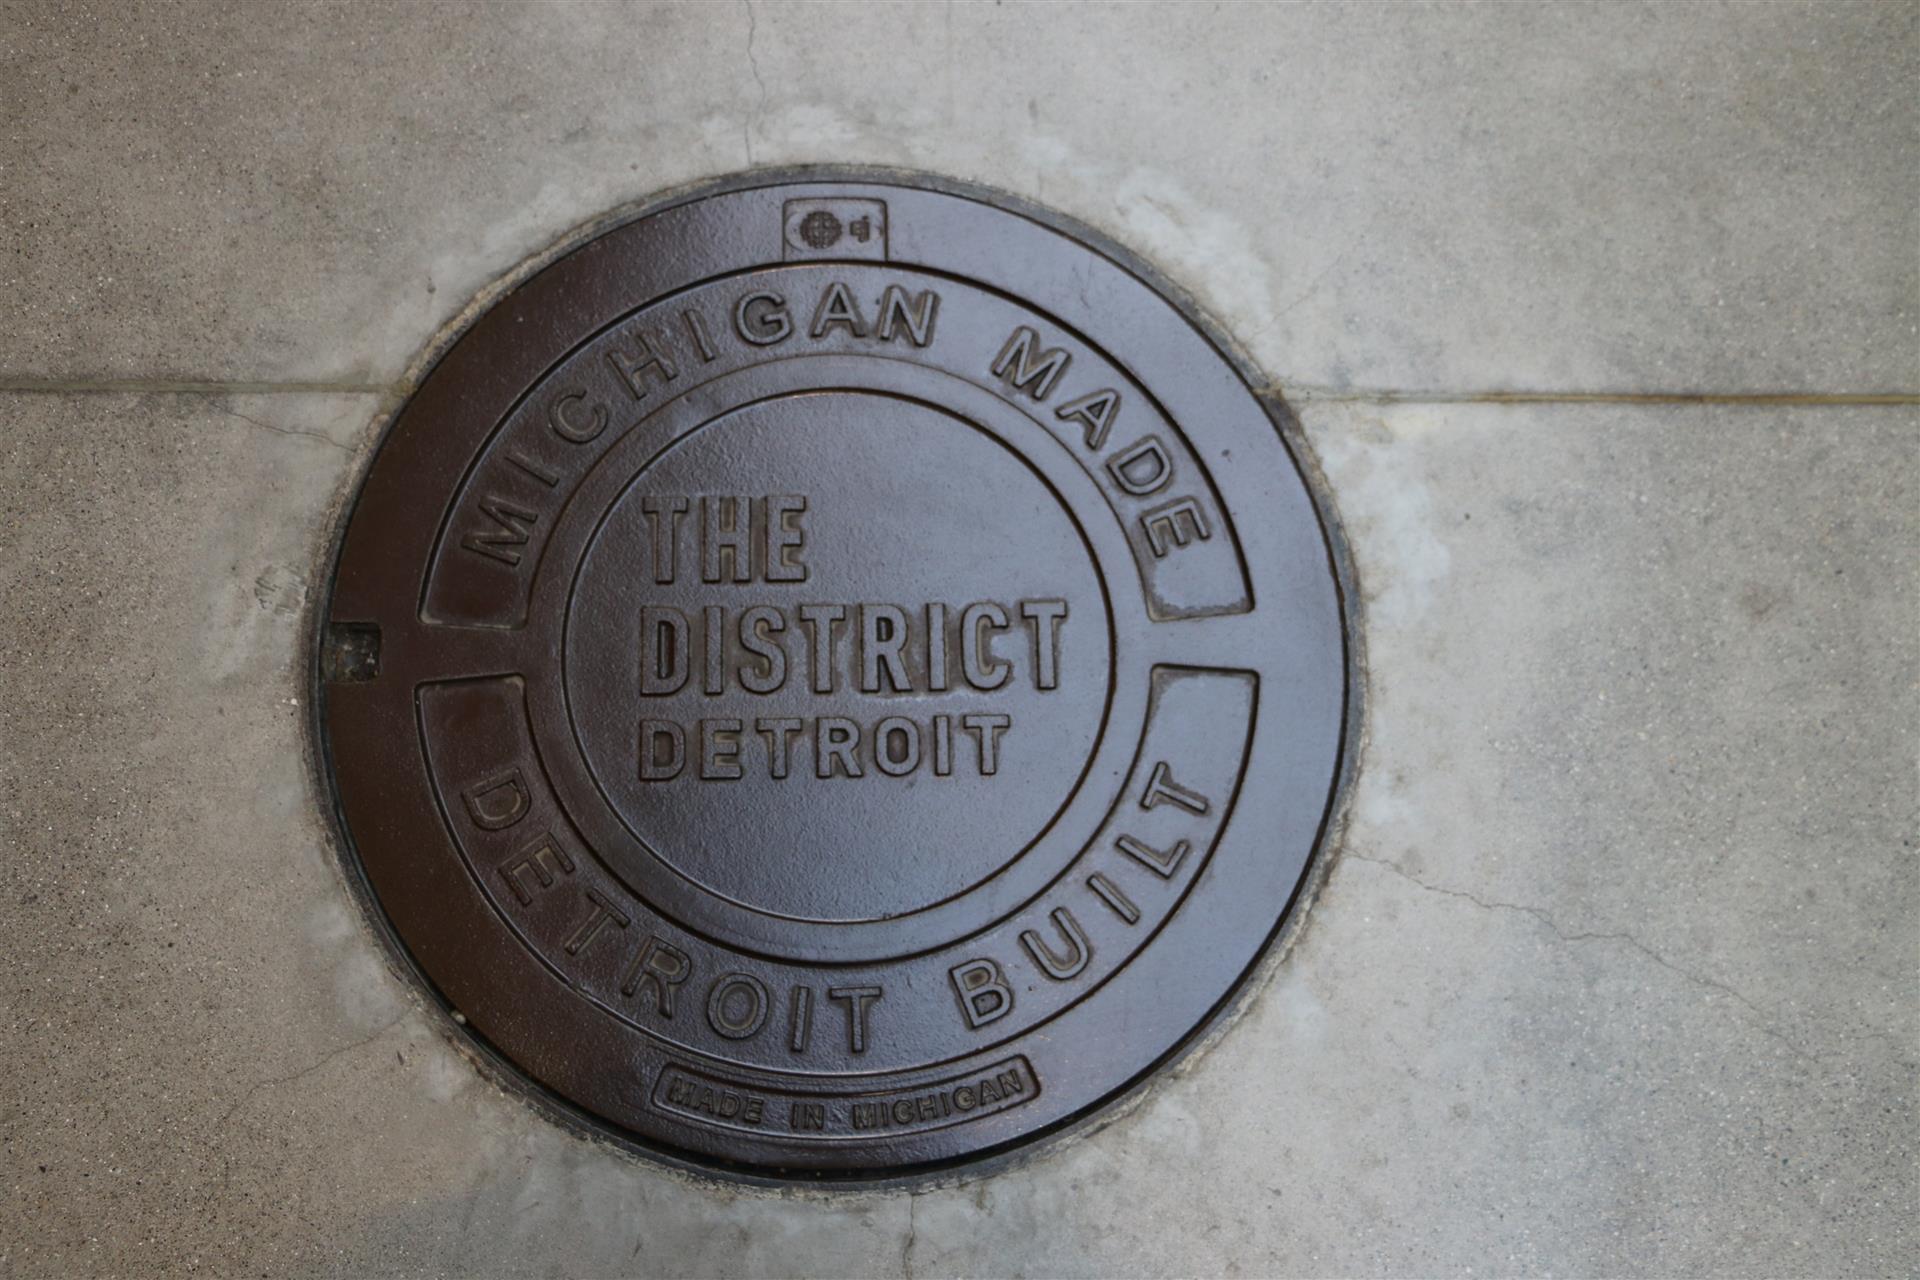 MICHIGAN MADE
THE
DISTRICT
DETROIT
DETROIT BUILT
MADE IN MICHIGAN